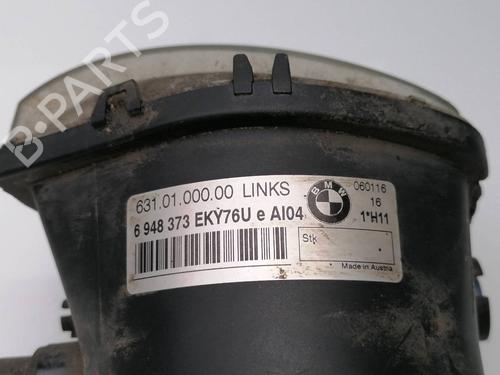 B-PARTS
631.01.000.00 LINKS
6 948 373 EKY76U e AI04
BMW
060116
16
1*H11
Stk
Made in Austria